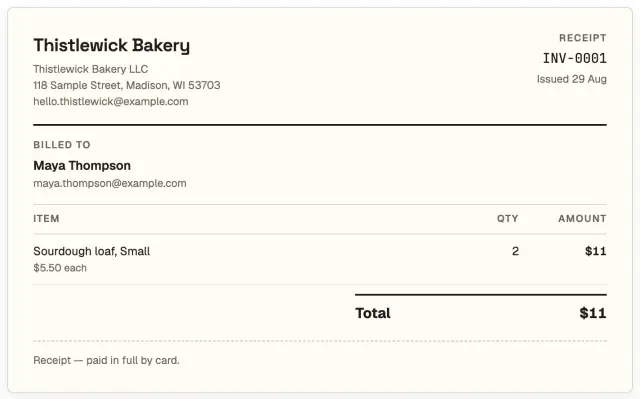 Thistlewick Bakery
Thistlewick Bakery LLC
118 Sample Street, Madison, WI 53703
hello.thistlewick@example.com
RECEIPT
INV-0001
Issued 29 Aug
BILLED TO
Maya Thompson
maya.thompson@example.com
ITEM QTY AMOUNT
Sourdough loaf, Small 2 $11
$5.50 each
Total $11
Receipt — paid in full by card.